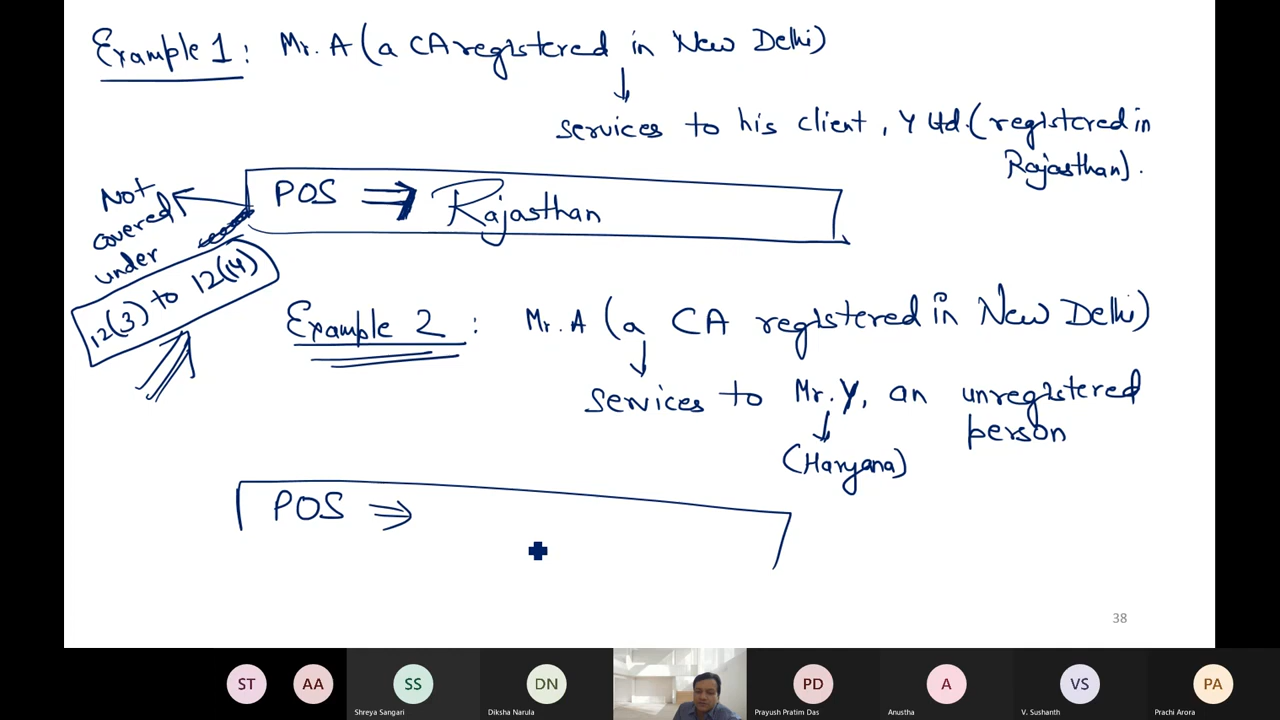 Example 1: Mr. A (a CA registered in New Delhi)
services to his client, Y Ltd. (registered in
Rajasthan).
POS ⇒ Rajasthan
Not
covered
under
12(3) to 12(14)
Example 2: Mr. A (a CA registered in New Delhi)
services to Mr. Y, an unregistered
person
(Haryana)
POS ⇒
38
ST
AA
SS
Shreya Sangari
DN
Diksha Narula
PD
Prayush Pratim Das
A
Anustha
VS
V. Sushanth
PA
Prachi Arora